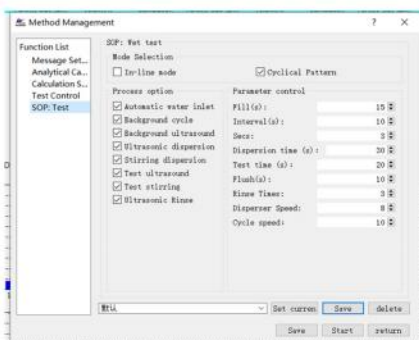 Method Management
? ×
Function List
Message Set...
Analytical Ca...
Calculation S...
Test Control
SOP: Test
SOP: Wet test
Mode Selection
In-line mode
Cyclical Pattern
Process option
Automatic water inlet
Background cycle
Background ultrasound
Ultrasonic dispersion
Stirring dispersion
Test ultrasound
Test stirring
Ultrasonic Rinse
Parameter control
Fill(s): 15
Interval(s): 10
Secs: 3
Dispersion time (s): 30
Test time (s): 20
Flush(s): 10
Rinse Times: 3
Disperser Speed: 8
Cycle speed: 10
默认
Set curren
Save
delete
Save
Start
return